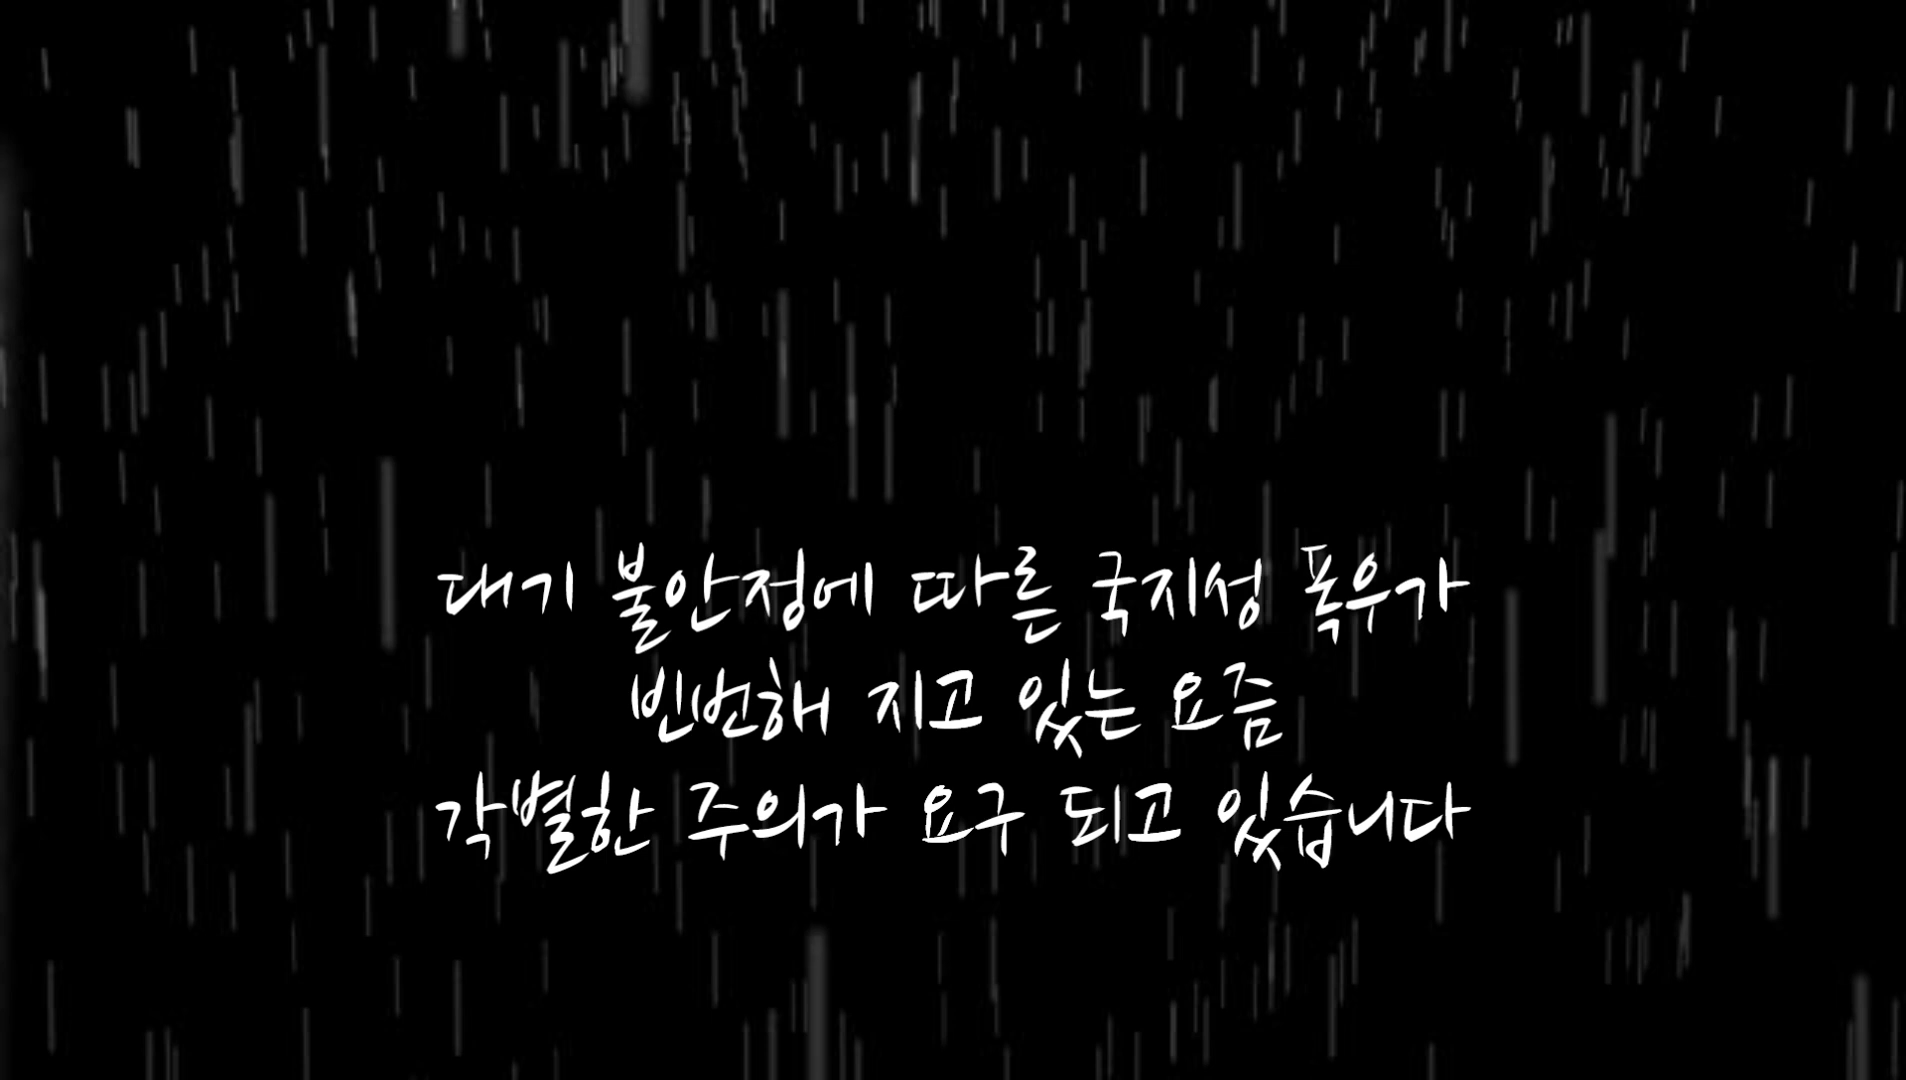 대기 불안정에 따른 국지성 폭우가
빈번해 지고 있는 요즘
각별한 주의가 요구 되고 있습니다